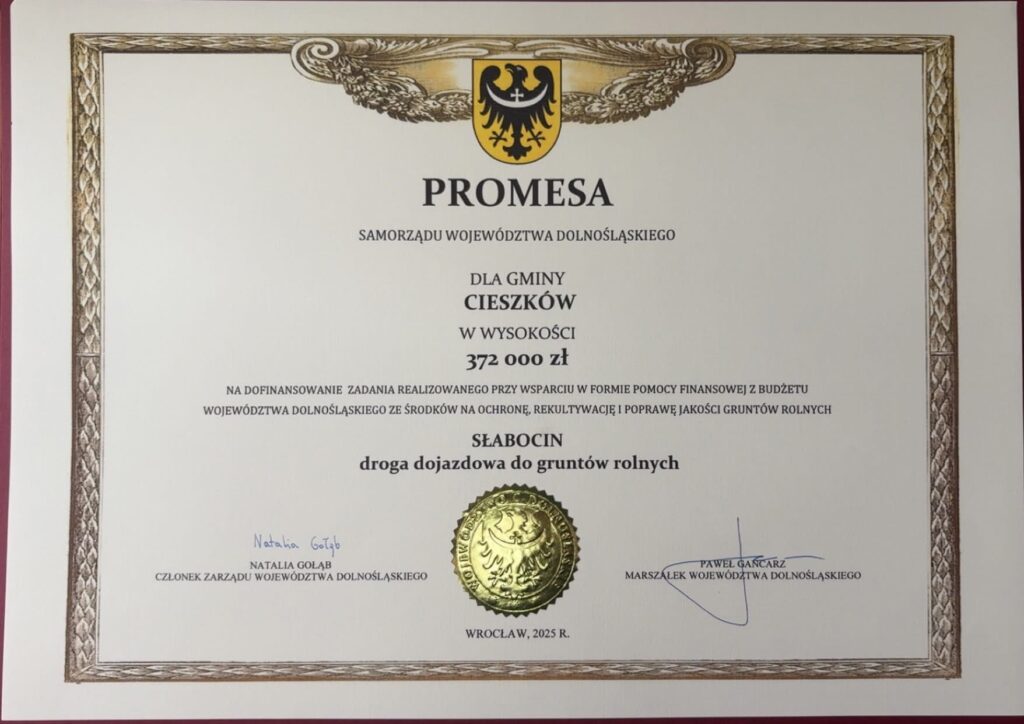 PROMESA
SAMORZĄDU WOJEWÓDZTWA DOLNOŚLĄSKIEGO
DLA GMINY
CIESZKÓW
W WYSOKOŚCI
372 000 zł
NA DOFINANSOWANIE ZADANIA REALIZOWANEGO PRZY WSPARCIU W FORMIE POMOCY FINANSOWEJ Z BUDŻETU
WOJEWÓDZTWA DOLNOŚLĄSKIEGO ZE ŚRODKÓW NA OCHRONĘ, REKULTYWACJĘ I POPRAWĘ JAKOŚCI GRUNTÓW ROLNYCH
SŁABOCIN
droga dojazdowa do gruntów rolnych
Natalia Gołąb
NATALIA GOŁĄB
CZŁONEK ZARZĄDU WOJEWÓDZTWA DOLNOŚLĄSKIEGO
PAWEŁ GANCARZ
MARSZAŁEK WOJEWÓDZTWA DOLNOŚLĄSKIEGO
WROCŁAW, 2025 R.